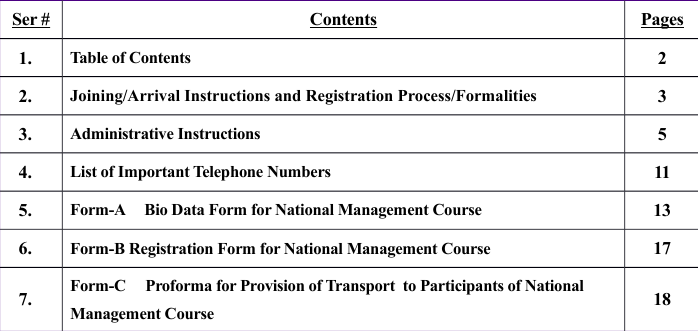 Ser # Contents Pages
1. Table of Contents 2
2. Joining/Arrival Instructions and Registration Process/Formalities 3
3. Administrative Instructions 5
4. List of Important Telephone Numbers 11
5. Form-A Bio Data Form for National Management Course 13
6. Form-B Registration Form for National Management Course 17
7. Form-C Proforma for Provision of Transport to Participants of National 18
Management Course